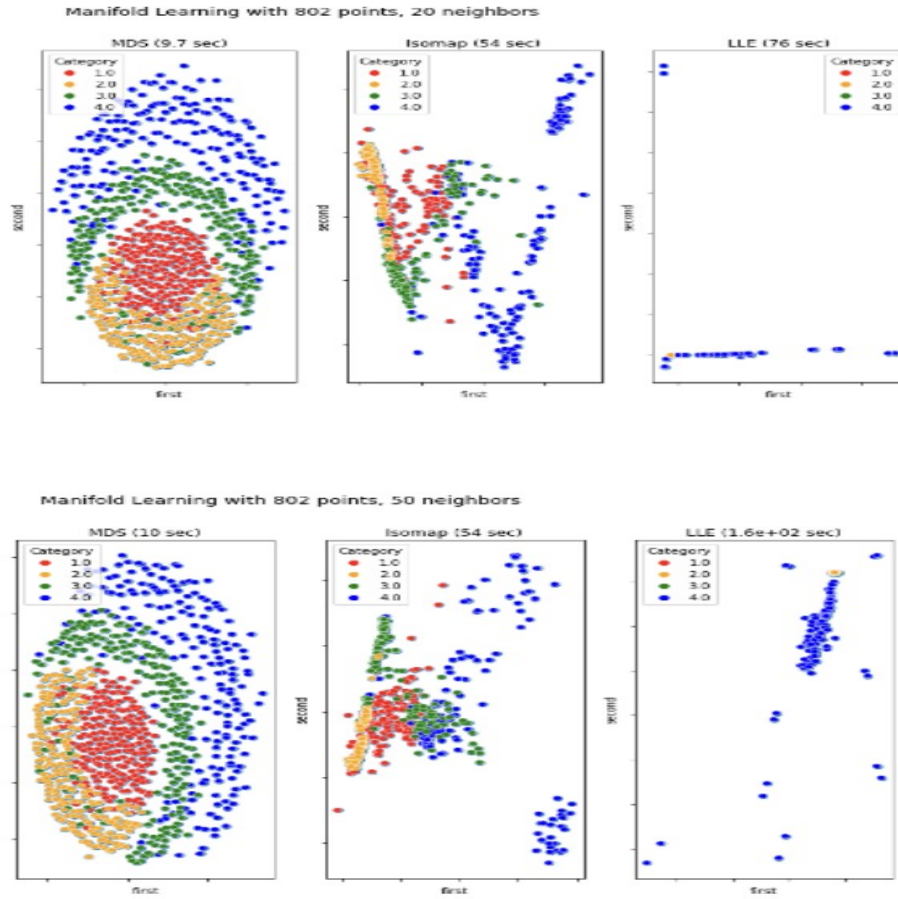 Manifold Learning with 802 points, 20 neighbors
MDS (9.7 sec)
Category
1.0
2.0
3.0
4.0
second
first
Isomap (54 sec)
Category
1.0
2.0
3.0
4.0
second
first
LLE (76 sec)
Category
1.0
2.0
3.0
4.0
second
first
Manifold Learning with 802 points, 50 neighbors
MDS (10 sec)
Category
1.0
2.0
3.0
4.0
first
Isomap (54 sec)
Category
1.0
2.0
3.0
4.0
second
first
LLE (1.6e+02 sec)
Category
1.0
2.0
3.0
4.0
second
first